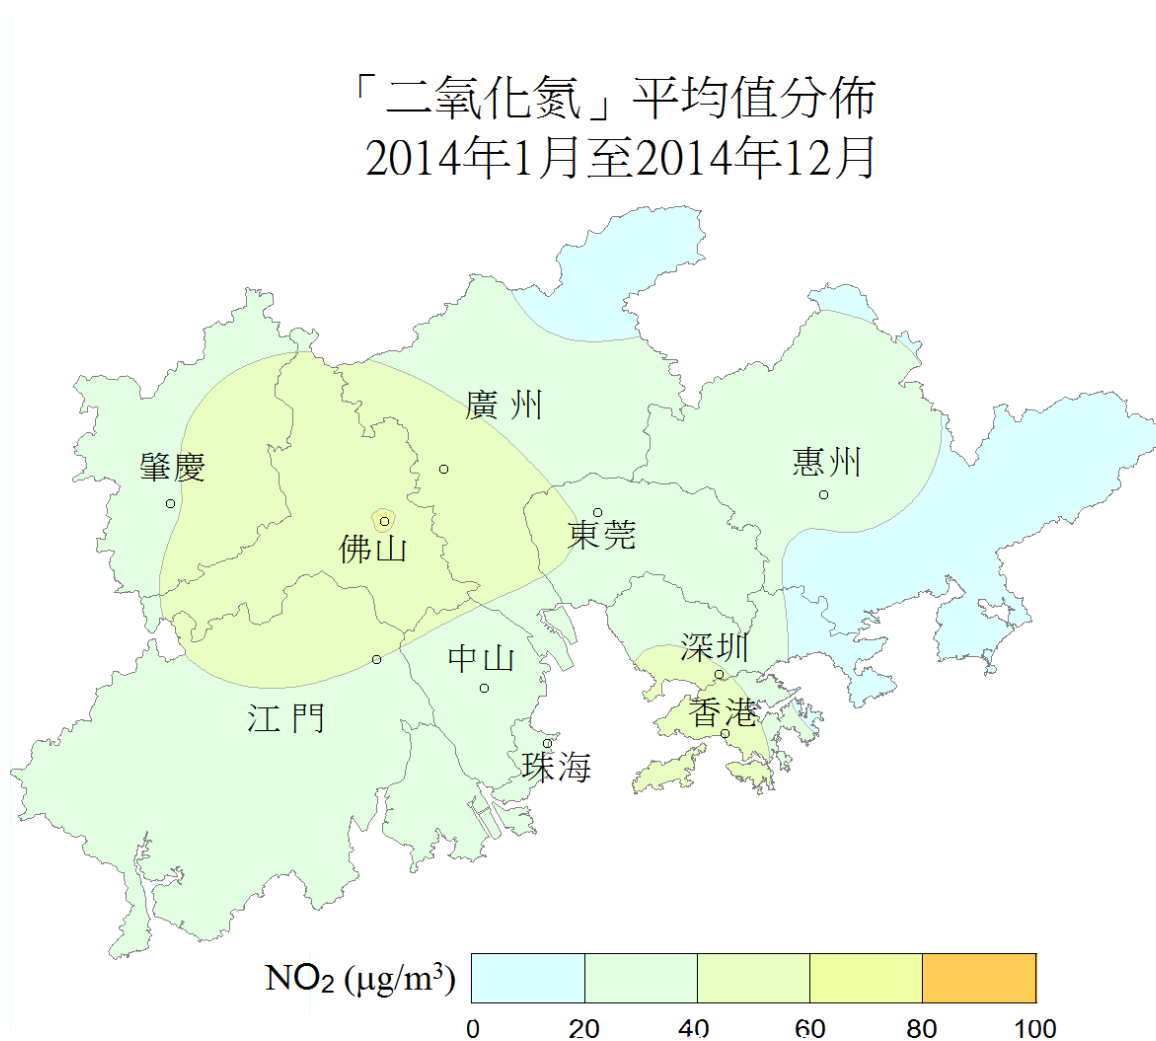 「二氧化氮」平均值分佈
2014年1月至2014年12月
廣州
肇慶
惠州
東莞
佛山
深圳
中山
香港
江門
珠海
NO₂ (μg/m³)
0 20 40 60 80 100